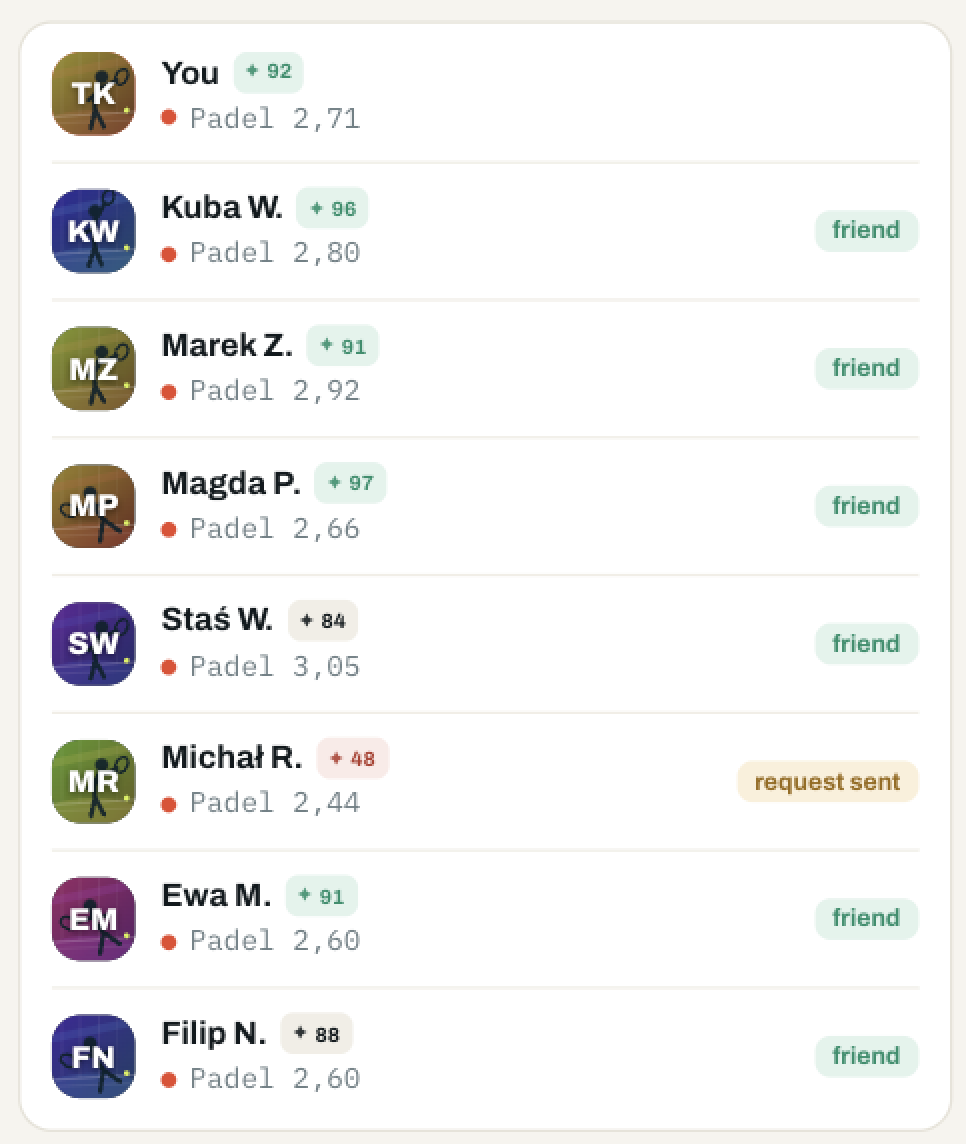 TK You ✦ 92
Padel 2,71
KW Kuba W. ✦ 96
Padel 2,80
friend
MZ Marek Z. ✦ 91
Padel 2,92
friend
MP Magda P. ✦ 97
Padel 2,66
friend
SW Staś W. ✦ 84
Padel 3,05
friend
MR Michał R. ✦ 48
Padel 2,44
request sent
EM Ewa M. ✦ 91
Padel 2,60
friend
FN Filip N. ✦ 88
Padel 2,60
friend